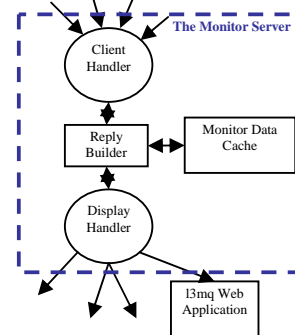 The Monitor Server
Client
Handler
Reply
Builder
Monitor Data
Cache
Display
Handler
l3mq Web
Application